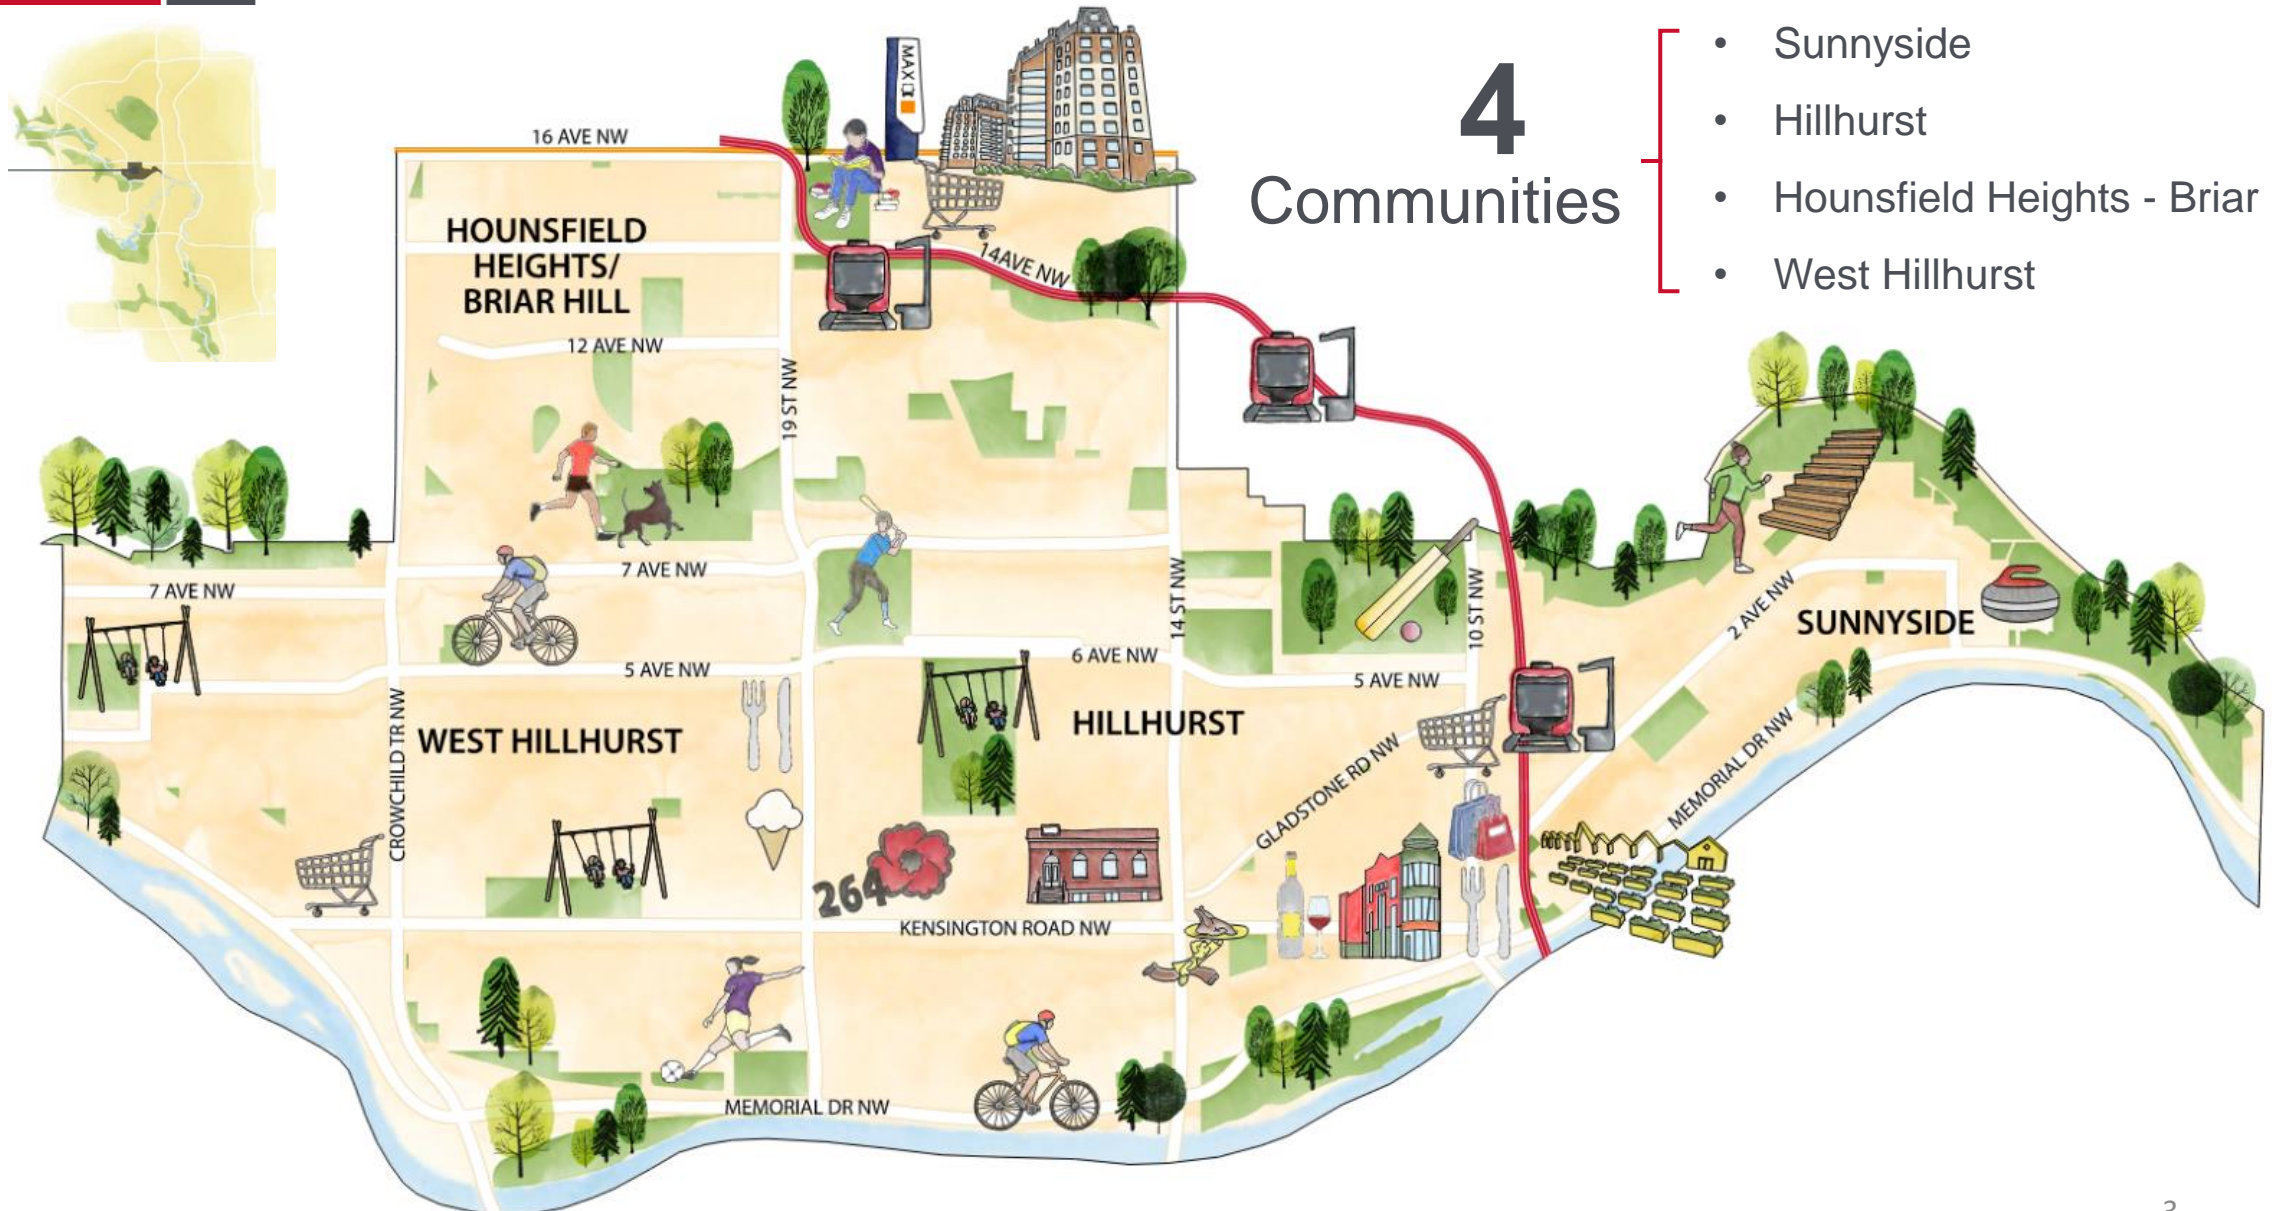 4
Communities
• Sunnyside
• Hillhurst
• Hounsfield Heights - Briar
• West Hillhurst
MAX
16 AVE NW
HOUNSFIELD
HEIGHTS/
BRIAR HILL
14AVE NW
12 AVE NW
19 ST NW
7 AVE NW
7 AVE NW
14 ST NW
10 ST NW
2 AVE NW
SUNNYSIDE
6 AVE NW
5 AVE NW
5 AVE NW
CROWCHILD TR NW
WEST HILLHURST
HILLHURST
GLADSTONE RD NW
MEMORIAL DR NW
264
KENSINGTON ROAD NW
MEMORIAL DR NW
3